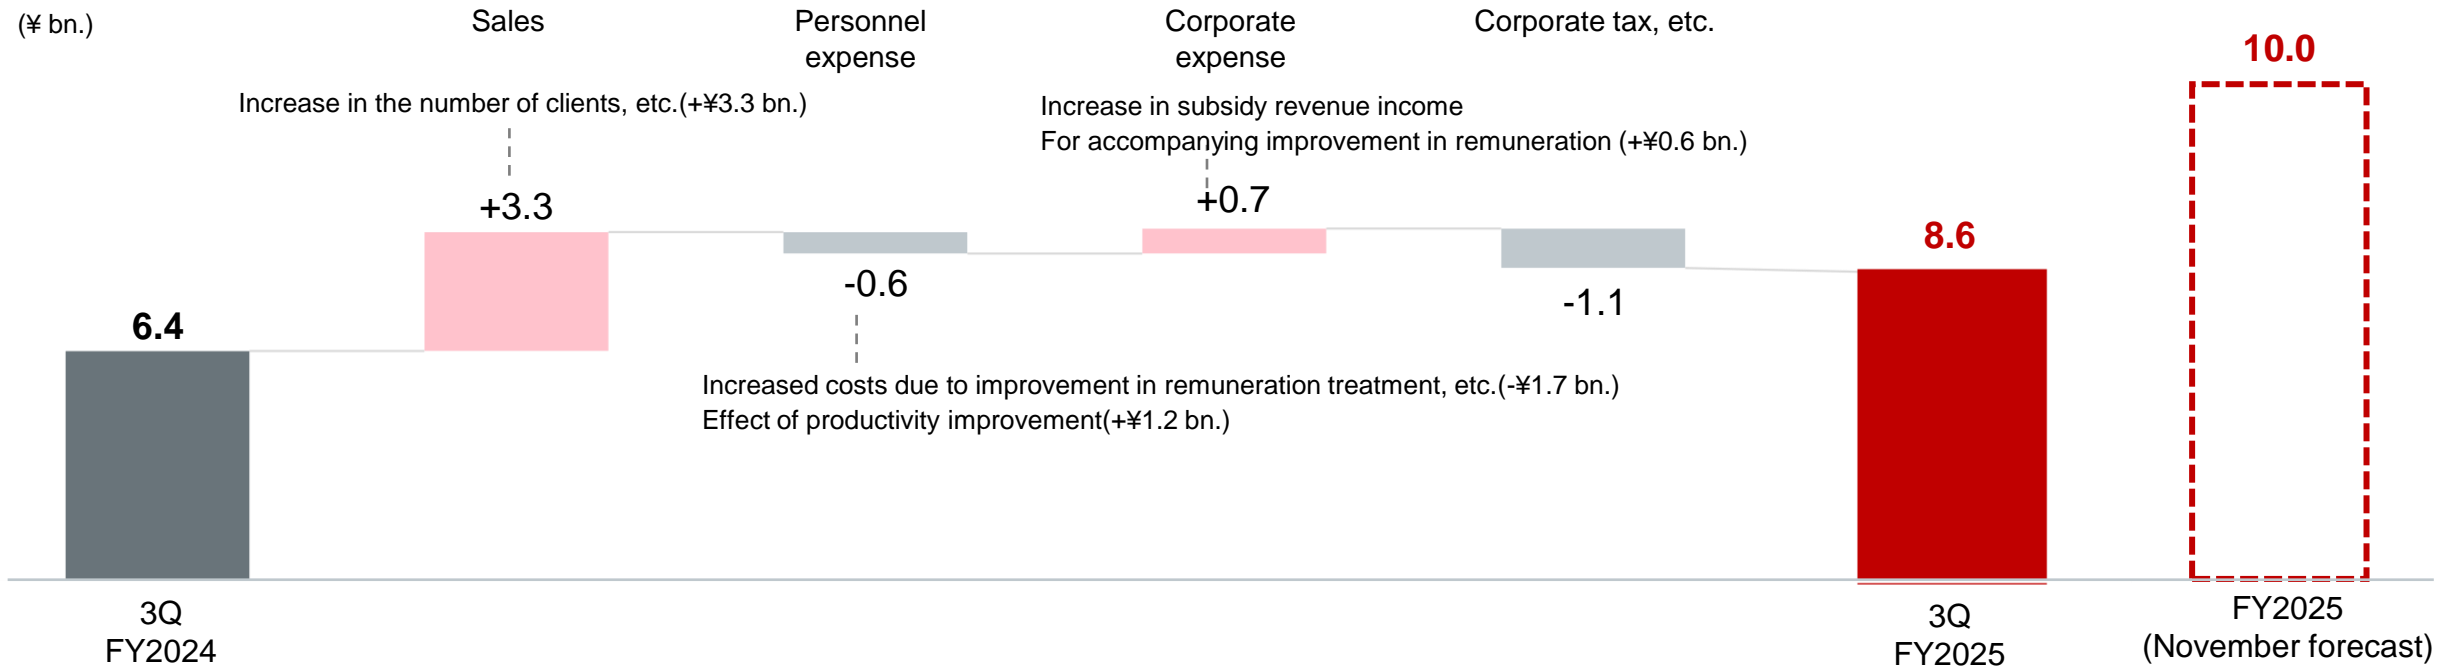 (¥ bn.)
Sales
Personnel
expense
Corporate
expense
Corporate tax, etc.
10.0
Increase in the number of clients, etc.(+¥3.3 bn.)
Increase in subsidy revenue income
For accompanying improvement in remuneration (+¥0.6 bn.)
+3.3
+0.7
8.6
-0.6
-1.1
6.4
Increased costs due to improvement in remuneration treatment, etc.(-¥1.7 bn.)
Effect of productivity improvement(+¥1.2 bn.)
3Q
FY2024
3Q
FY2025
FY2025
(November forecast)